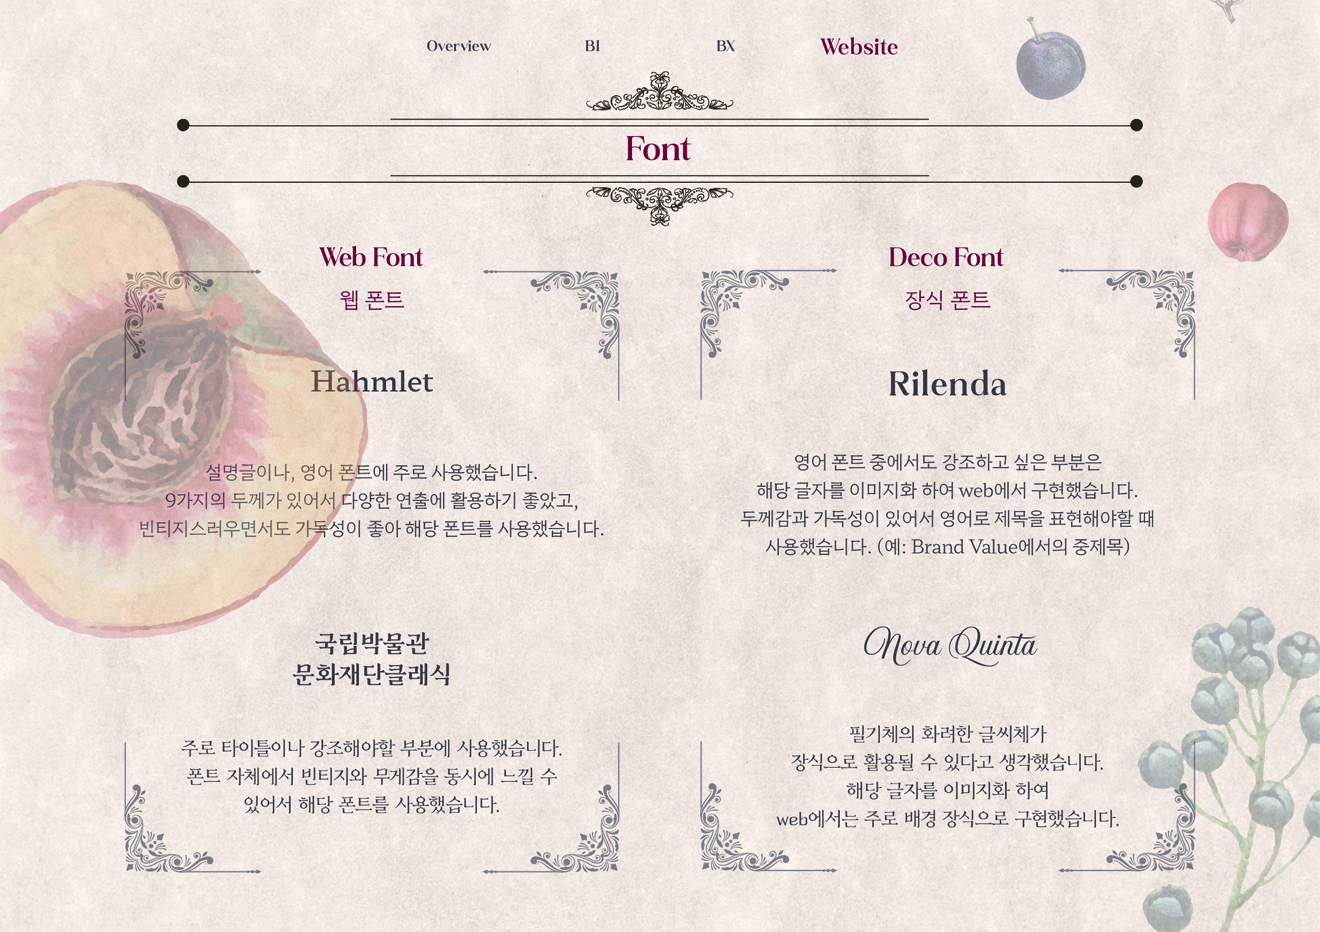 Overview BI BX Website
Font
Web Font
웹 폰트
Hahmlet
설명글이나, 영어 폰트에 주로 사용했습니다.
9가지의 두께가 있어서 다양한 연출에 활용하기 좋았고,
빈티지스러우면서도 가독성이 좋아 해당 폰트를 사용했습니다.
국립박물관
문화재단클래식
주로 타이틀이나 강조해야할 부분에 사용했습니다.
폰트 자체에서 빈티지와 무게감을 동시에 느낄 수
있어서 해당 폰트를 사용했습니다.
Deco Font
장식 폰트
Rilenda
영어 폰트 중에서도 강조하고 싶은 부분은
해당 글자를 이미지화 하여 web에서 구현했습니다.
두께감과 가독성이 있어서 영어로 제목을 표현해야할 때
사용했습니다. (예: Brand Value에서의 중제목)
Nova Quinta
필기체의 화려한 글씨체가
장식으로 활용될 수 있다고 생각했습니다.
해당 글자를 이미지화 하여
web에서는 주로 배경 장식으로 구현했습니다.